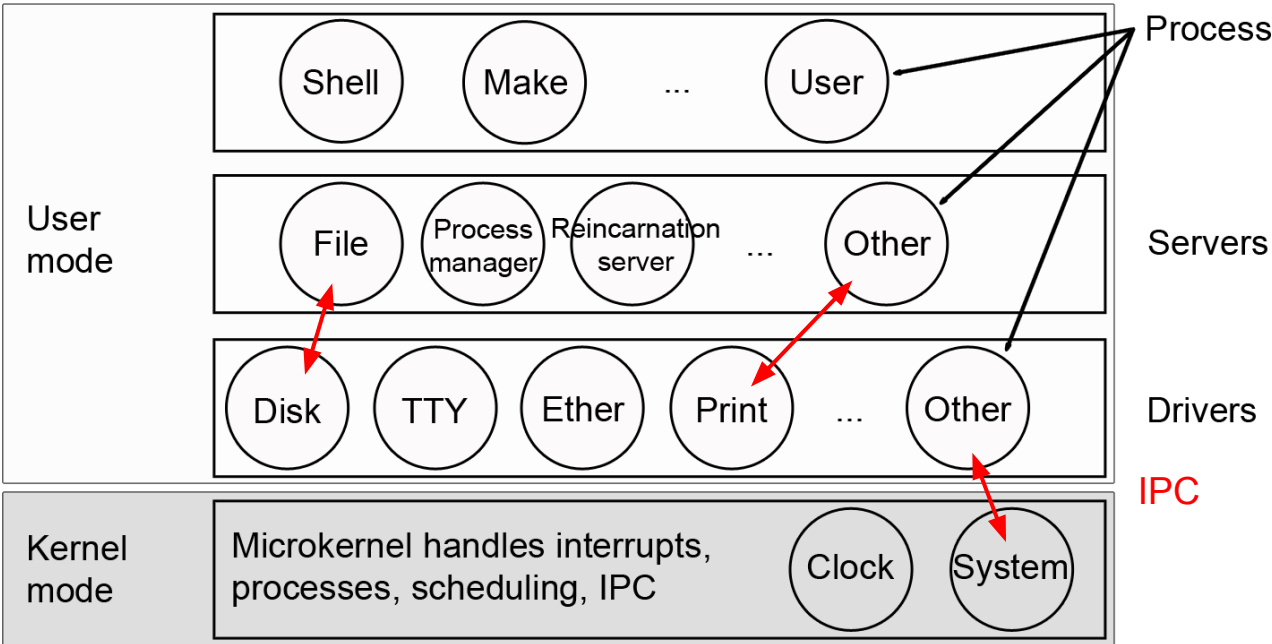 Process
Shell
Make
...
User
User
mode
File
Process
manager
Reincarnation
server
...
Other
Servers
Disk
TTY
Ether
Print
...
Other
Drivers
IPC
Kernel
mode
Microkernel handles interrupts,
processes, scheduling, IPC
Clock
System